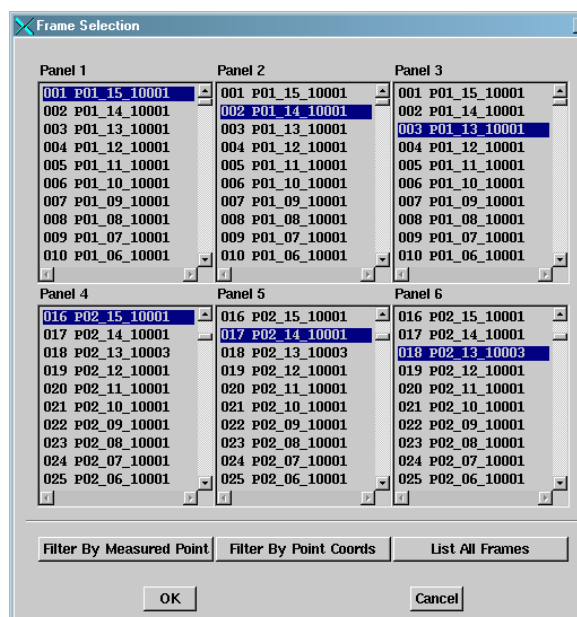 Frame Selection
Panel 1
001 P01_15_10001
002 P01_14_10001
003 P01_13_10001
004 P01_12_10001
005 P01_11_10001
006 P01_10_10001
007 P01_09_10001
008 P01_08_10001
009 P01_07_10001
010 P01_06_10001
Panel 2
001 P01_15_10001
002 P01_14_10001
003 P01_13_10001
004 P01_12_10001
005 P01_11_10001
006 P01_10_10001
007 P01_09_10001
008 P01_08_10001
009 P01_07_10001
010 P01_06_10001
Panel 3
001 P01_15_10001
002 P01_14_10001
003 P01_13_10001
004 P01_12_10001
005 P01_11_10001
006 P01_10_10001
007 P01_09_10001
008 P01_08_10001
009 P01_07_10001
010 P01_06_10001
Panel 4
016 P02_15_10001
017 P02_14_10001
018 P02_13_10003
019 P02_12_10001
020 P02_11_10001
021 P02_10_10001
022 P02_09_10001
023 P02_08_10001
024 P02_07_10001
025 P02_06_10001
Panel 5
016 P02_15_10001
017 P02_14_10001
018 P02_13_10003
019 P02_12_10001
020 P02_11_10001
021 P02_10_10001
022 P02_09_10001
023 P02_08_10001
024 P02_07_10001
025 P02_06_10001
Panel 6
016 P02_15_10001
017 P02_14_10001
018 P02_13_10003
019 P02_12_10001
020 P02_11_10001
021 P02_10_10001
022 P02_09_10001
023 P02_08_10001
024 P02_07_10001
025 P02_06_10001
Filter By Measured Point
Filter By Point Coords
List All Frames
OK
Cancel